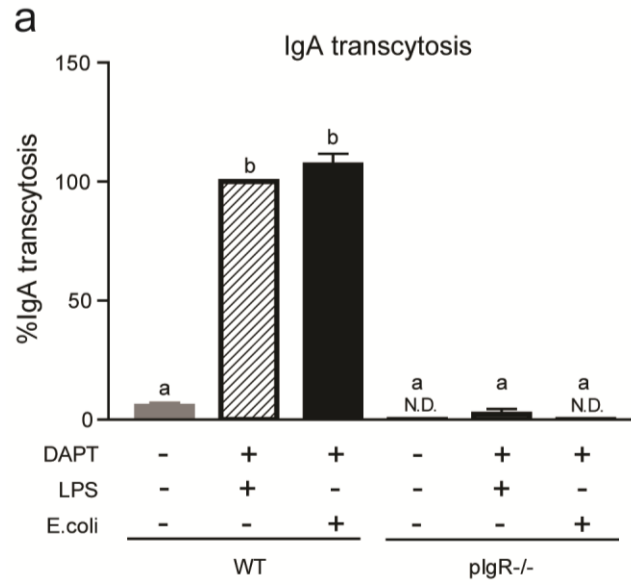 a
IgA transcytosis
%IgA transcytosis
150
100
50
0
a
b
b
a
N.D.
a
a
N.D.
DAPT - + + - + +
LPS - + - - + -
E.coli - - + - - +
WT
pIgR-/-